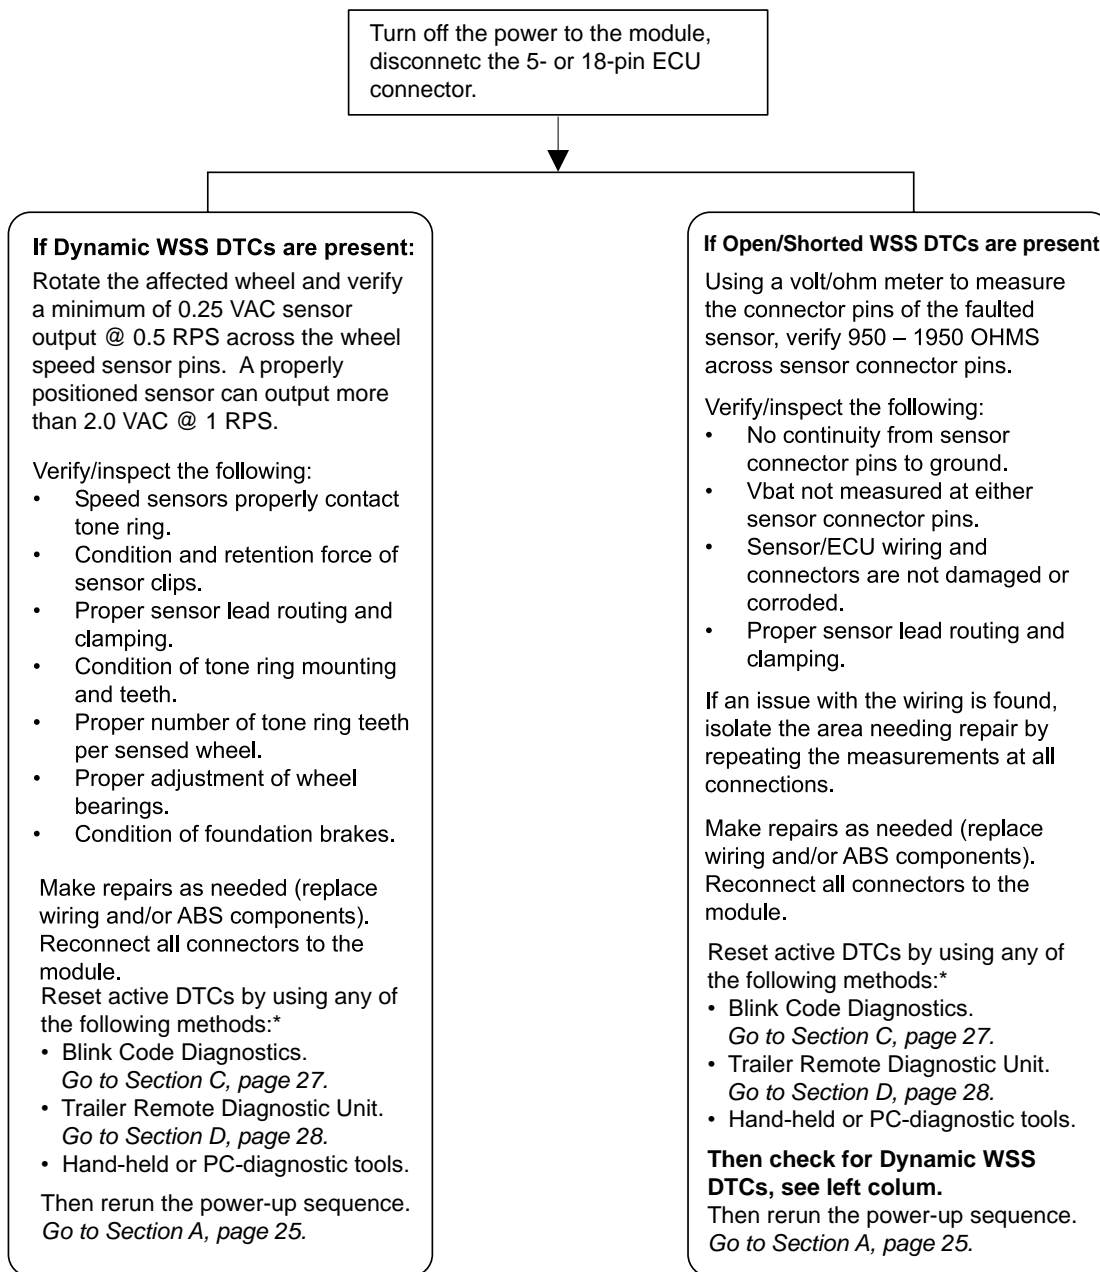 Turn off the power to the module,
disconnetc the 5- or 18-pin ECU
connector.
If Dynamic WSS DTCs are present:
Rotate the affected wheel and verify
a minimum of 0.25 VAC sensor
output @ 0.5 RPS across the wheel
speed sensor pins. A properly
positioned sensor can output more
than 2.0 VAC @ 1 RPS.
Verify/inspect the following:
• Speed sensors properly contact
tone ring.
• Condition and retention force of
sensor clips.
• Proper sensor lead routing and
clamping.
• Condition of tone ring mounting
and teeth.
• Proper number of tone ring teeth
per sensed wheel.
• Proper adjustment of wheel
bearings.
• Condition of foundation brakes.
Make repairs as needed (replace
wiring and/or ABS components).
Reconnect all connectors to the
module.
Reset active DTCs by using any of
the following methods:*
• Blink Code Diagnostics.
Go to Section C, page 27.
• Trailer Remote Diagnostic Unit.
Go to Section D, page 28.
• Hand-held or PC-diagnostic tools.
Then rerun the power-up sequence.
Go to Section A, page 25.
If Open/Shorted WSS DTCs are present
Using a volt/ohm meter to measure
the connector pins of the faulted
sensor, verify 950 – 1950 OHMS
across sensor connector pins.
Verify/inspect the following:
• No continuity from sensor
connector pins to ground.
• Vbat not measured at either
sensor connector pins.
• Sensor/ECU wiring and
connectors are not damaged or
corroded.
• Proper sensor lead routing and
clamping.
If an issue with the wiring is found,
isolate the area needing repair by
repeating the measurements at all
connections.
Make repairs as needed (replace
wiring and/or ABS components).
Reconnect all connectors to the
module.
Reset active DTCs by using any of
the following methods:*
• Blink Code Diagnostics.
Go to Section C, page 27.
• Trailer Remote Diagnostic Unit.
Go to Section D, page 28.
• Hand-held or PC-diagnostic tools.
Then check for Dynamic WSS
DTCs, see left colum.
Then rerun the power-up sequence.
Go to Section A, page 25.